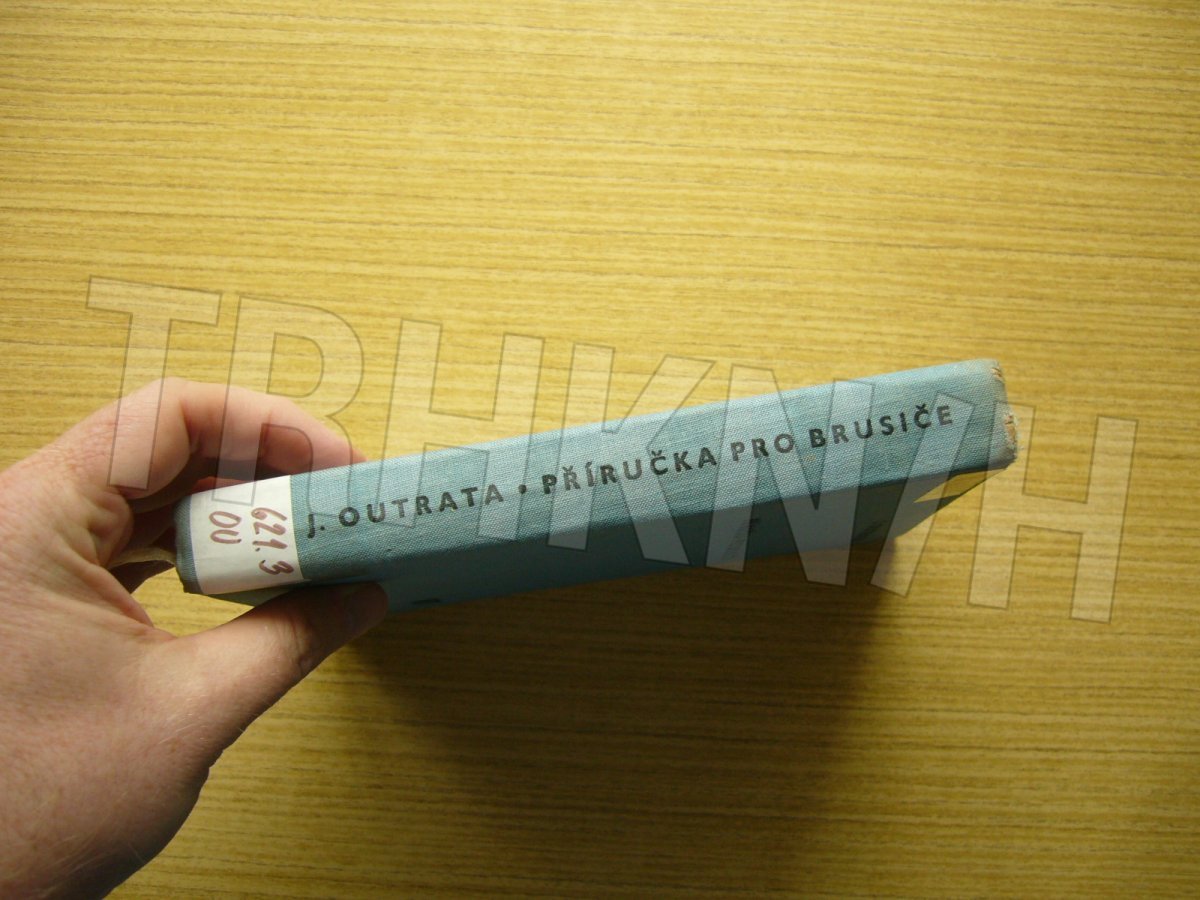 J. OUTRATA • PŘÍRUČKA PRO BRUSIČE
621.3
OU
TRHKNIH